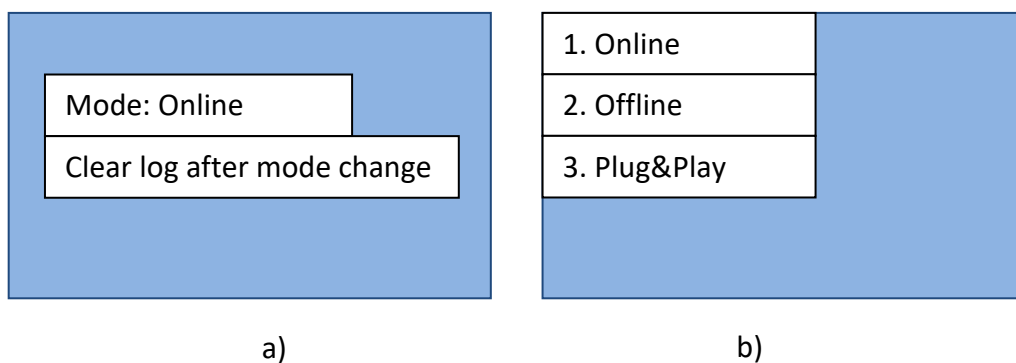 Mode: Online
Clear log after mode change
a)
1. Online
2. Offline
3. Plug&Play
b)